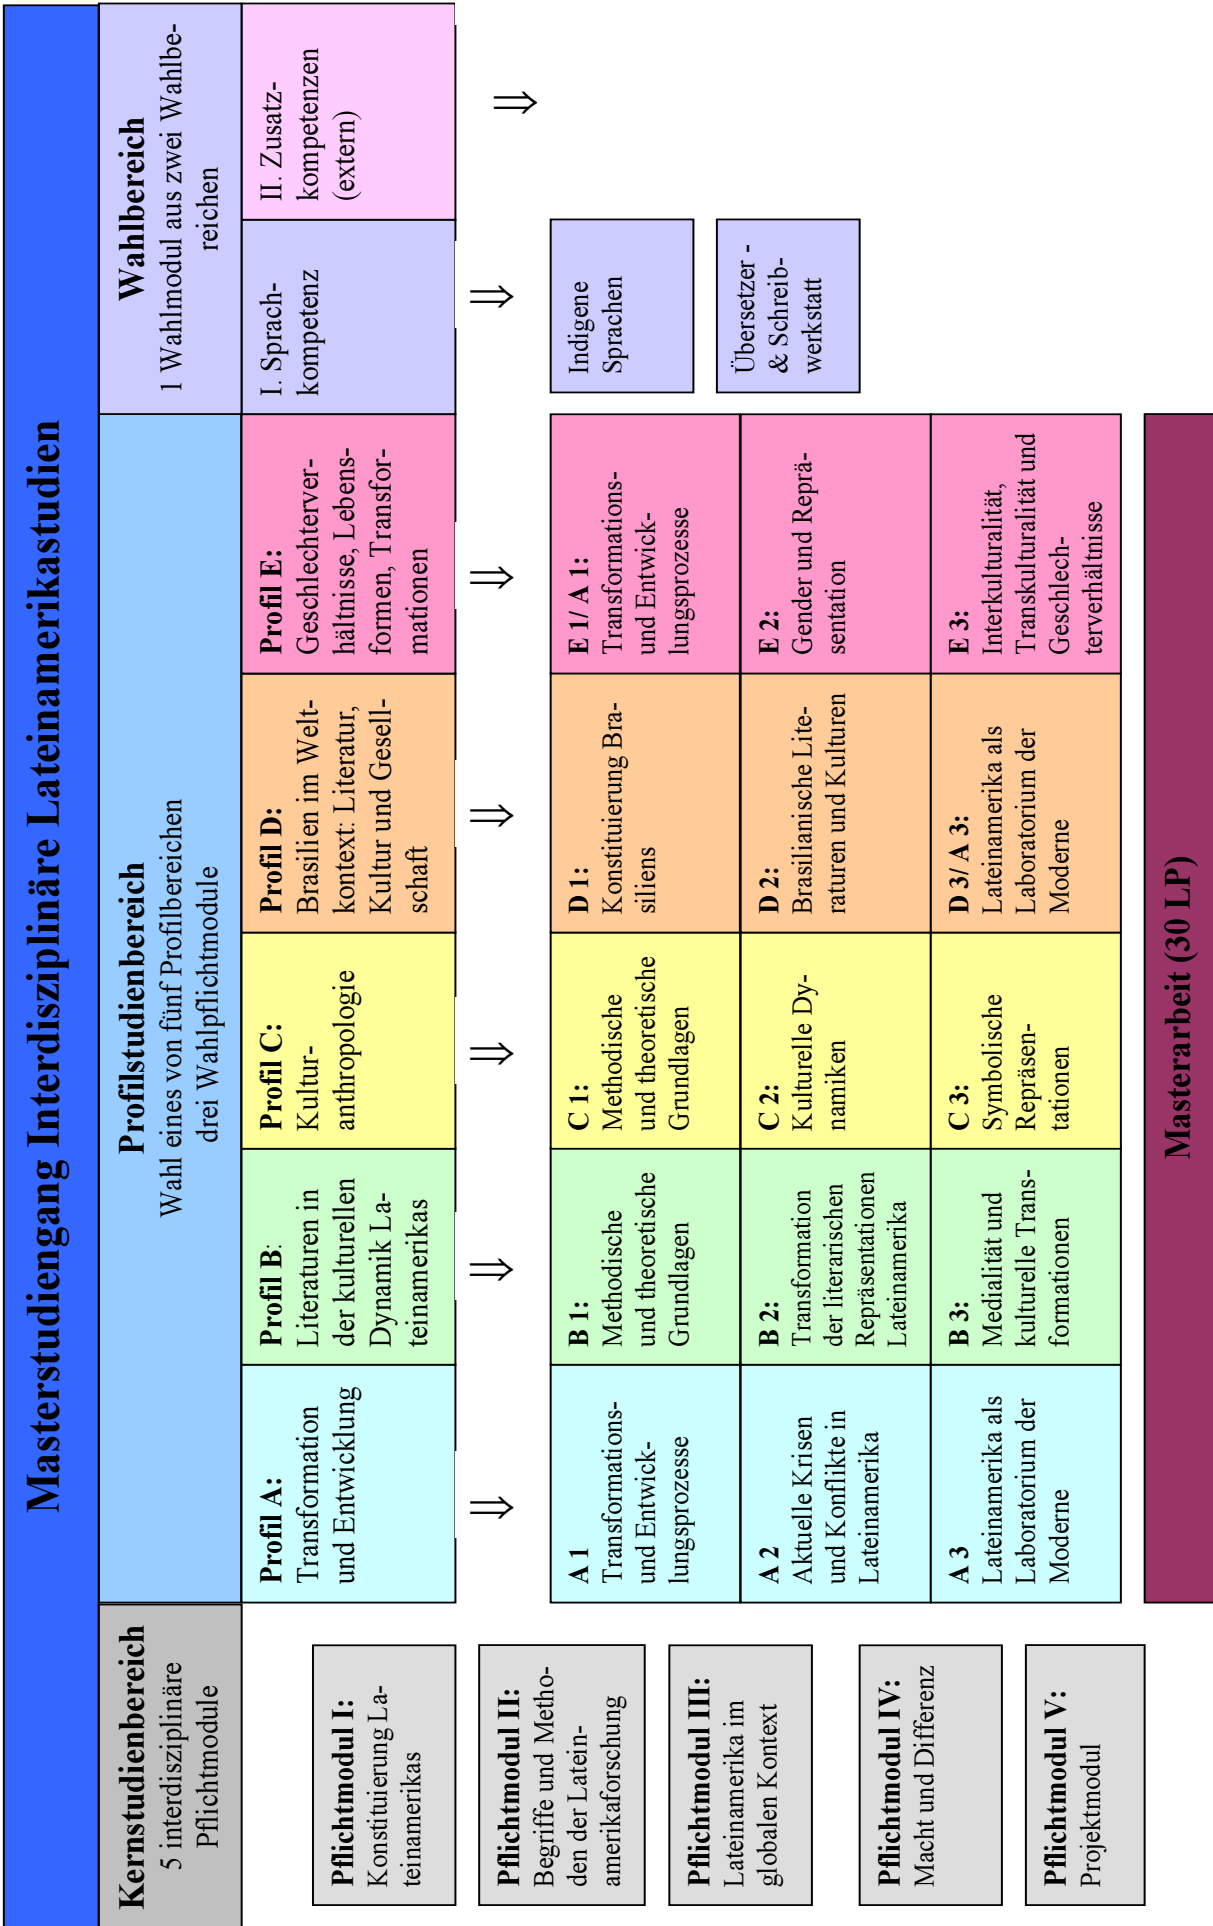 Masterstudiengang Interdisziplinäre Lateinamerikastudien
Kernstudienbereich
5 interdisziplinäre
Pflichtmodule
Profilstudienbereich
Wahl eines von fünf Profilbereichen
drei Wahlpflichtmodule
Wahlbereich
1 Wahlmodul aus zwei Wahlbe-
reichen
Profil A:
Transformation
und Entwicklung
Profil B:
Literaturen in
der kulturellen
Dynamik La-
teinamerikas
Profil C:
Kultur-
anthropologie
Profil D:
Brasilien im Welt-
kontext: Literatur,
Kultur und Gesell-
schaft
Profil E:
Geschlechterver-
hältnisse, Lebens-
formen, Transfor-
mationen
I. Sprach-
kompetenz
II. Zusatz-
kompetenzen
(extern)
⇒ ⇒ ⇒ ⇒ ⇒ ⇒ ⇒
Pflichtmodul I:
Konstituierung La-
teinamerikas
Pflichtmodul II:
Begriffe und Metho-
den der Latein-
amerikaforschung
Pflichtmodul III:
Lateinamerika im
globalen Kontext
Pflichtmodul IV:
Macht und Differenz
Pflichtmodul V:
Projektmodul
A 1
Transformations-
und Entwick-
lungsprozesse
B 1:
Methodische
und theoretische
Grundlagen
C 1:
Methodische
und theoretische
Grundlagen
D 1:
Konstituierung Bra-
siliens
E 1/ A 1:
Transformations-
und Entwick-
lungsprozesse
Indigene
Sprachen
A 2
Aktuelle Krisen
und Konflikte in
Lateinamerika
B 2:
Transformation
der literarischen
Repräsentationen
Lateinamerika
C 2:
Kulturelle Dy-
namiken
D 2:
Brasilianische Lite-
raturen und Kulturen
E 2:
Gender und Reprä-
sentation
Übersetzer -
& Schreib-
werkstatt
A 3
Lateinamerika als
Laboratorium der
Moderne
B 3:
Medialität und
kulturelle Trans-
formationen
C 3:
Symbolische
Repräsen-
tationen
D 3/ A 3:
Lateinamerika als
Laboratorium der
Moderne
E 3:
Interkulturalität,
Transkulturalität und
Geschlech-
terverhältnisse
Masterarbeit (30 LP)